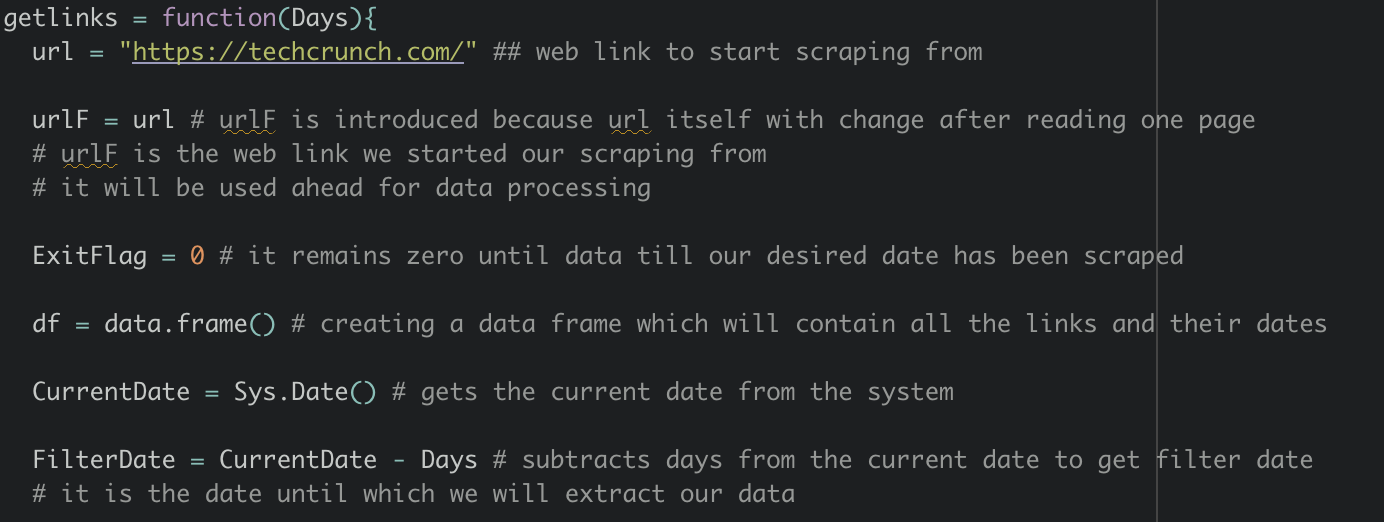 getlinks = function(Days){
url = "https://techcrunch.com/" ## web link to start scraping from
urlF = url # urlF is introduced because url itself with change after reading one page
# urlF is the web link we started our scraping from
# it will be used ahead for data processing
ExitFlag = 0 # it remains zero until data till our desired date has been scraped
df = data.frame() # creating a data frame which will contain all the links and their dates
CurrentDate = Sys.Date() # gets the current date from the system
FilterDate = CurrentDate - Days # subtracts days from the current date to get filter date
# it is the date until which we will extract our data